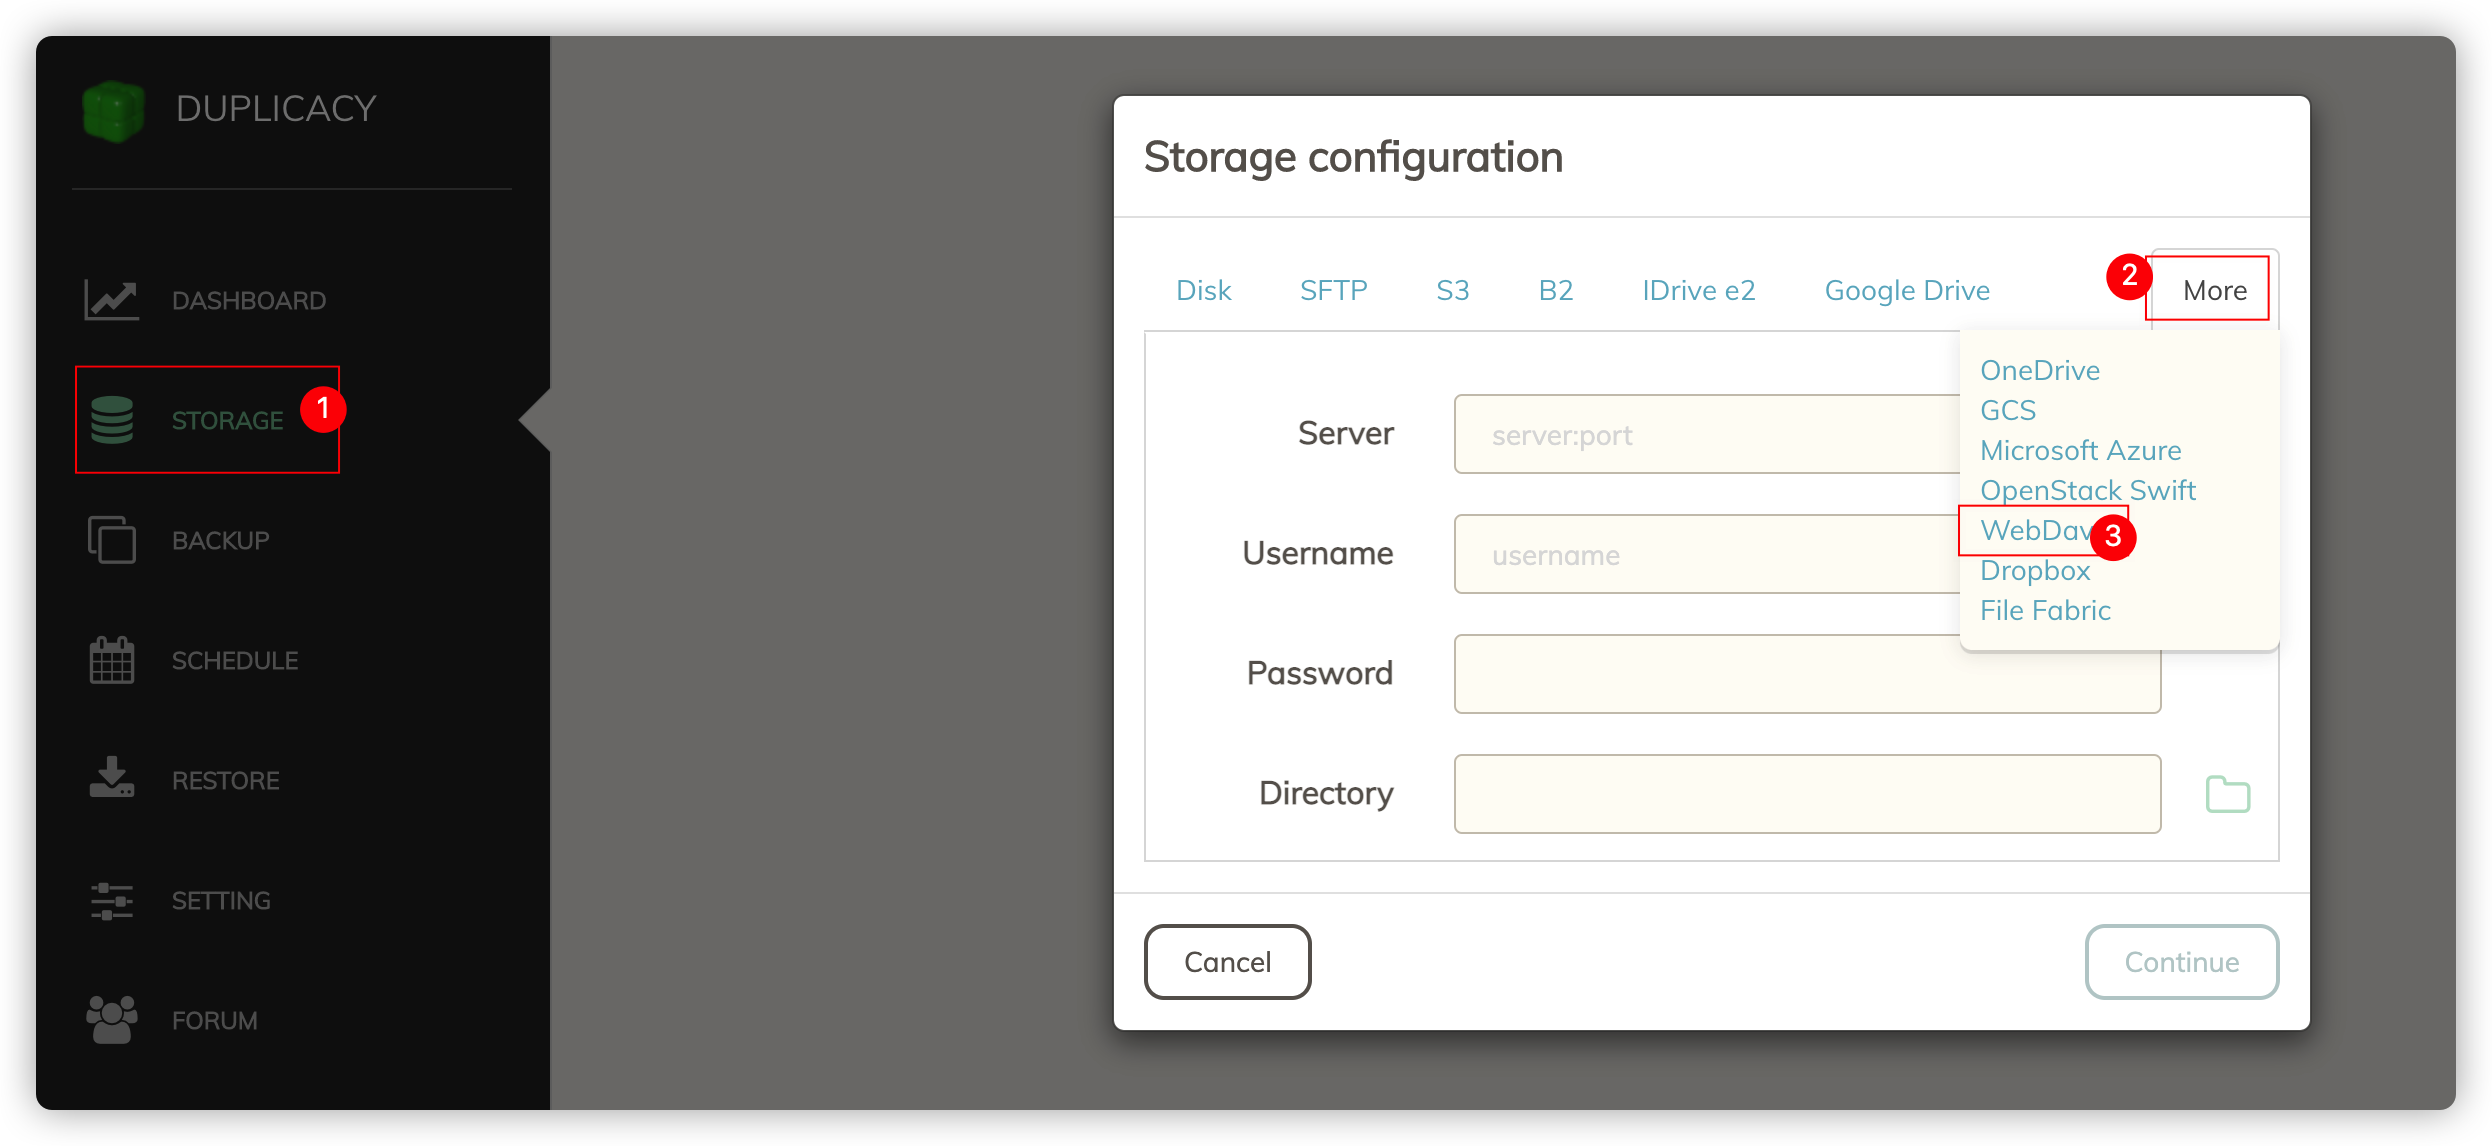 DUPLICACY
DASHBOARD
STORAGE
1
BACKUP
SCHEDULE
RESTORE
SETTING
FORUM
Storage configuration
Disk SFTP S3 B2 IDrive e2 Google Drive 2 More
OneDrive
GCS
Microsoft Azure
OpenStack Swift
WebDav 3
Dropbox
File Fabric
Server server:port
Username username
Password
Directory
Cancel Continue